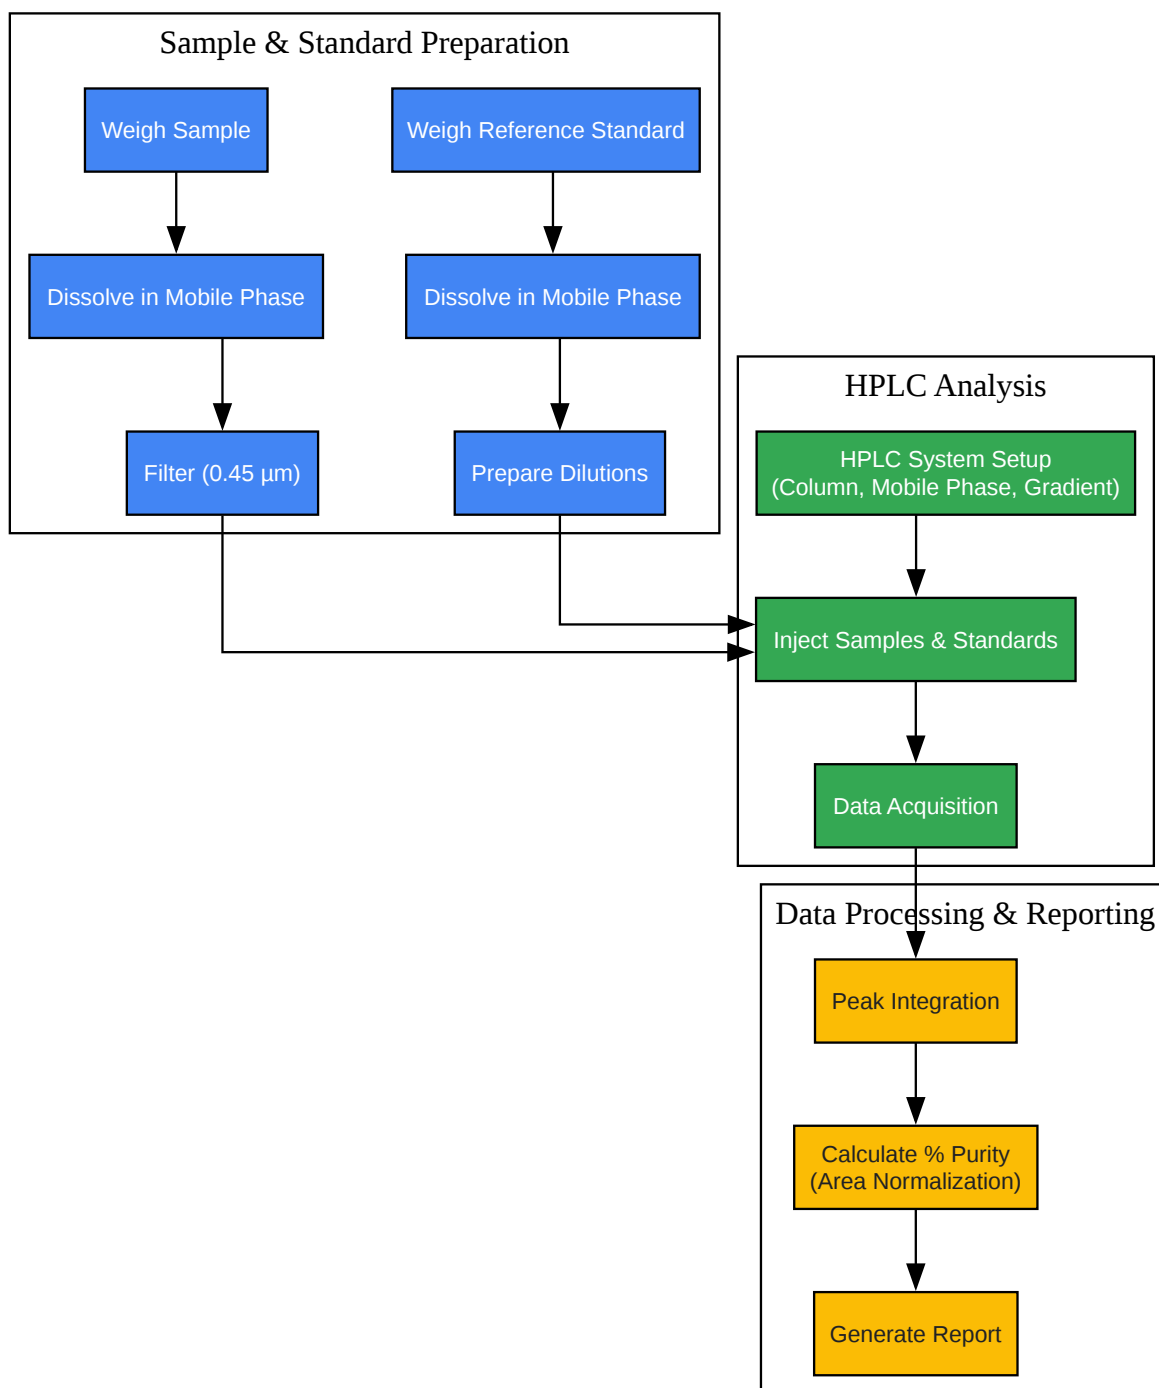 Sample & Standard Preparation
Weigh Sample
Weigh Reference Standard
Dissolve in Mobile Phase
Dissolve in Mobile Phase
Filter (0.45 µm)
Prepare Dilutions
HPLC Analysis
HPLC System Setup
(Column, Mobile Phase, Gradient)
Inject Samples & Standards
Data Acquisition
Data Processing & Reporting
Peak Integration
Calculate % Purity
(Area Normalization)
Generate Report